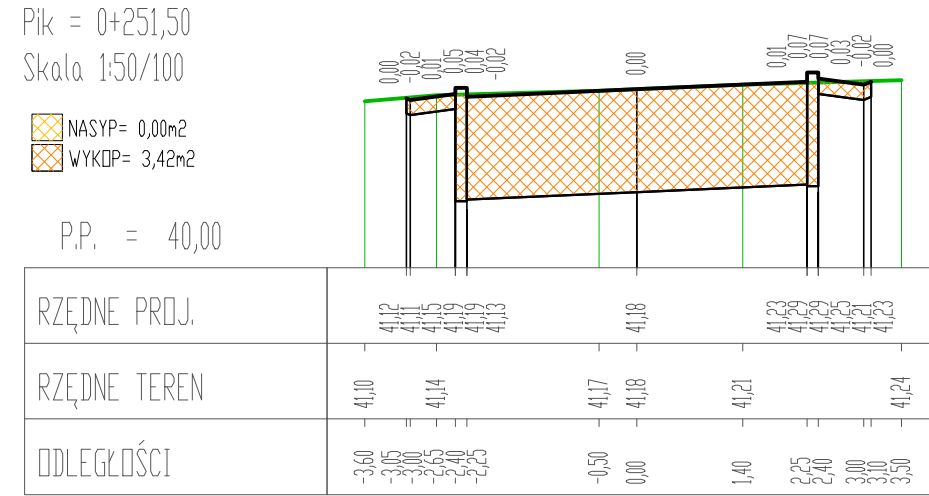 Pik = 0+251,50
Skala 1:50/100
NASYP= 0,00m2
WYKOP= 3,42m2
P.P. = 40,00
0,00 -0,02 0,01 0,05 0,04 -0,02 0,00 0,01 0,07 0,07 0,03 -0,02 0,00
RZĘDNE PROJ. 41,12 41,11 41,15 41,19 41,19 41,13 41,18 41,23 41,29 41,29 41,25 41,21 41,23
RZĘDNE TEREN 41,10 41,14 41,17 41,18 41,21 41,24
ODLEGŁOŚCI -3,60 -3,05 -3,00 -2,65 -2,40 -2,25 -0,50 0,00 1,40 2,25 2,40 3,00 3,10 3,50